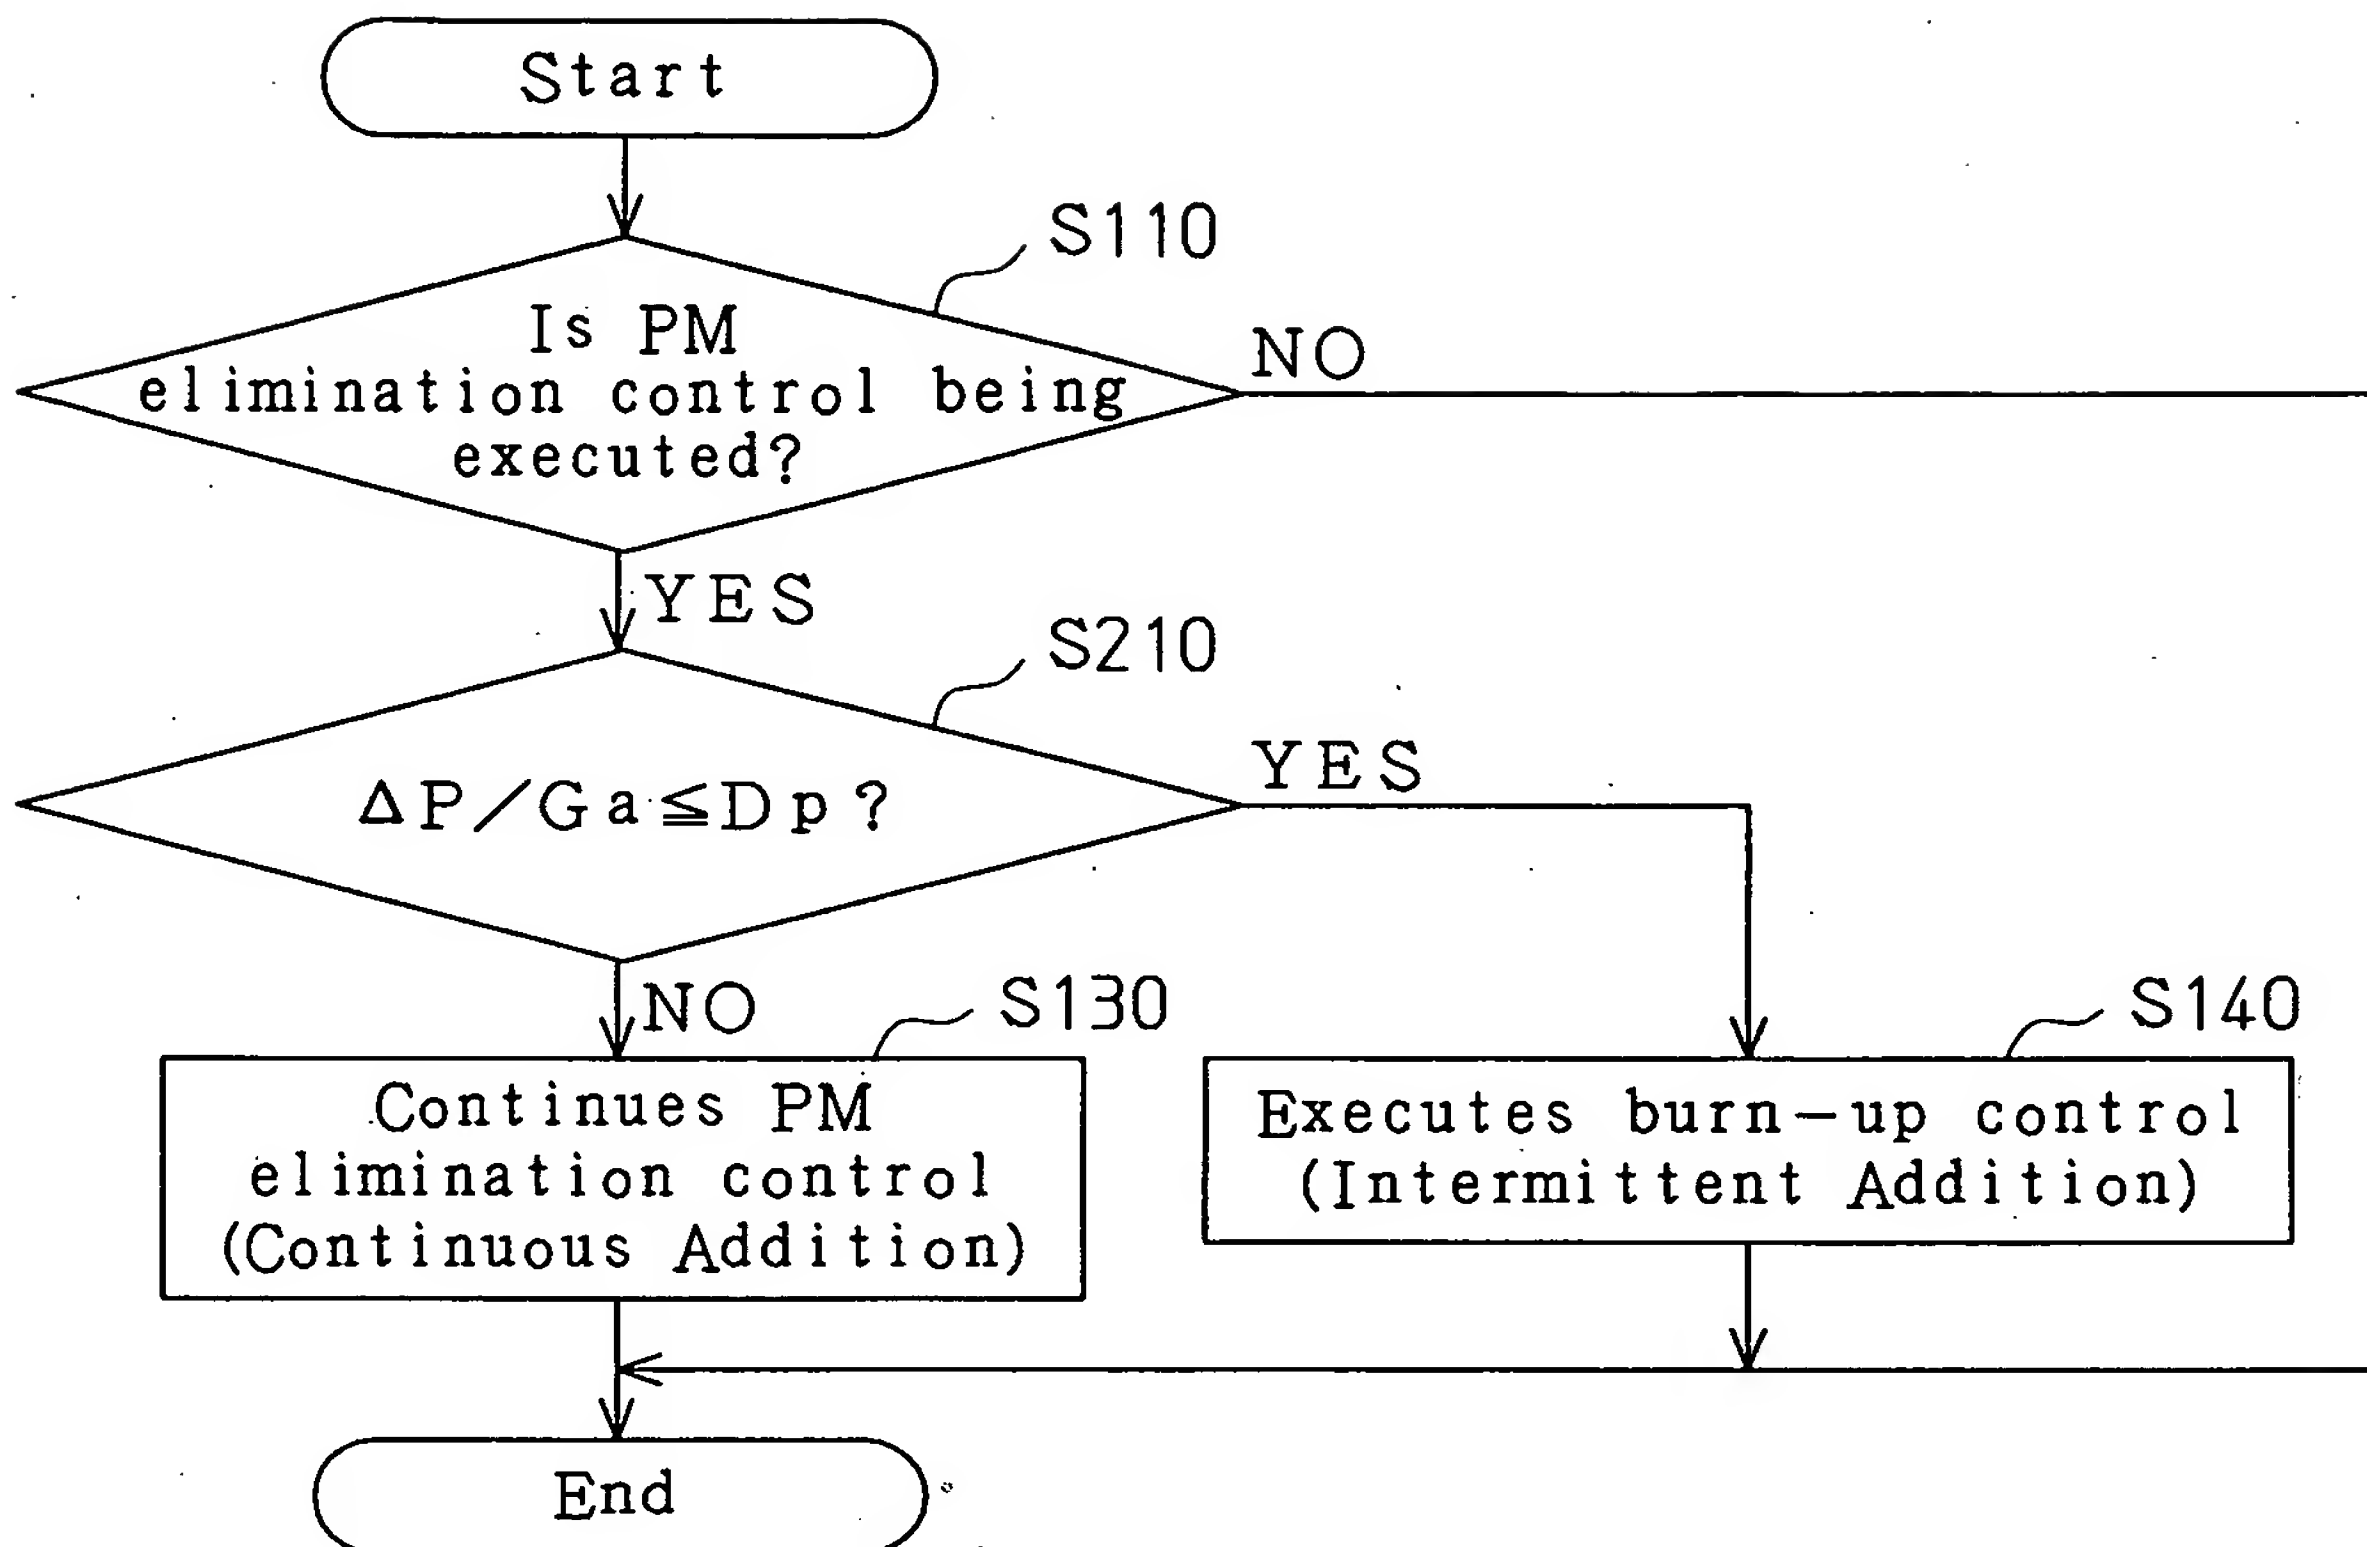 Start
S110
Is PM
elimination control being
executed?
NO
YES
S210
ΔP/Ga≦Dp?
YES
NO
S130
S140
Continues PM
elimination control
(Continuous Addition)
Executes burn-up control
(Intermittent Addition)
End